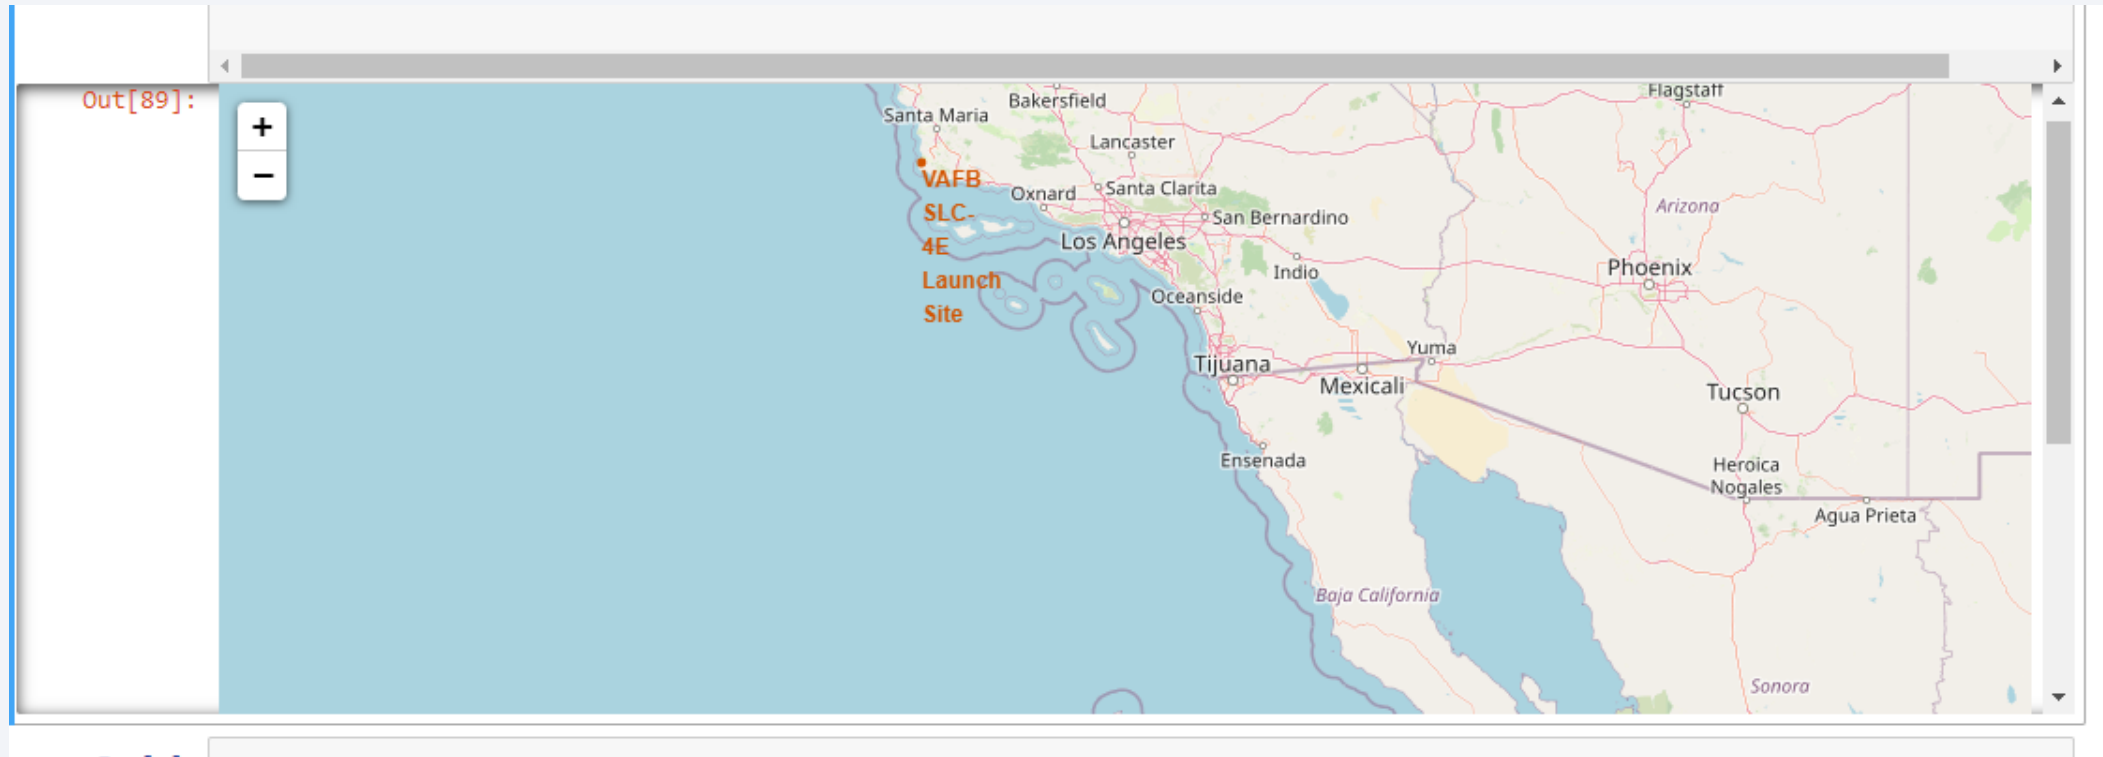 Out[89]:
+
−
Flagstaff
Bakersfield
Santa Maria
Lancaster
VAFB
SLC-
4E
Launch
Site
Oxnard
Santa Clarita
San Bernardino
Arizona
Los Angeles
Indio
Phoenix
Oceanside
Yuma
Tijuana
Mexicali
Tucson
Ensenada
Heroica
Nogales
Agua Prieta
Baja California
Sonora